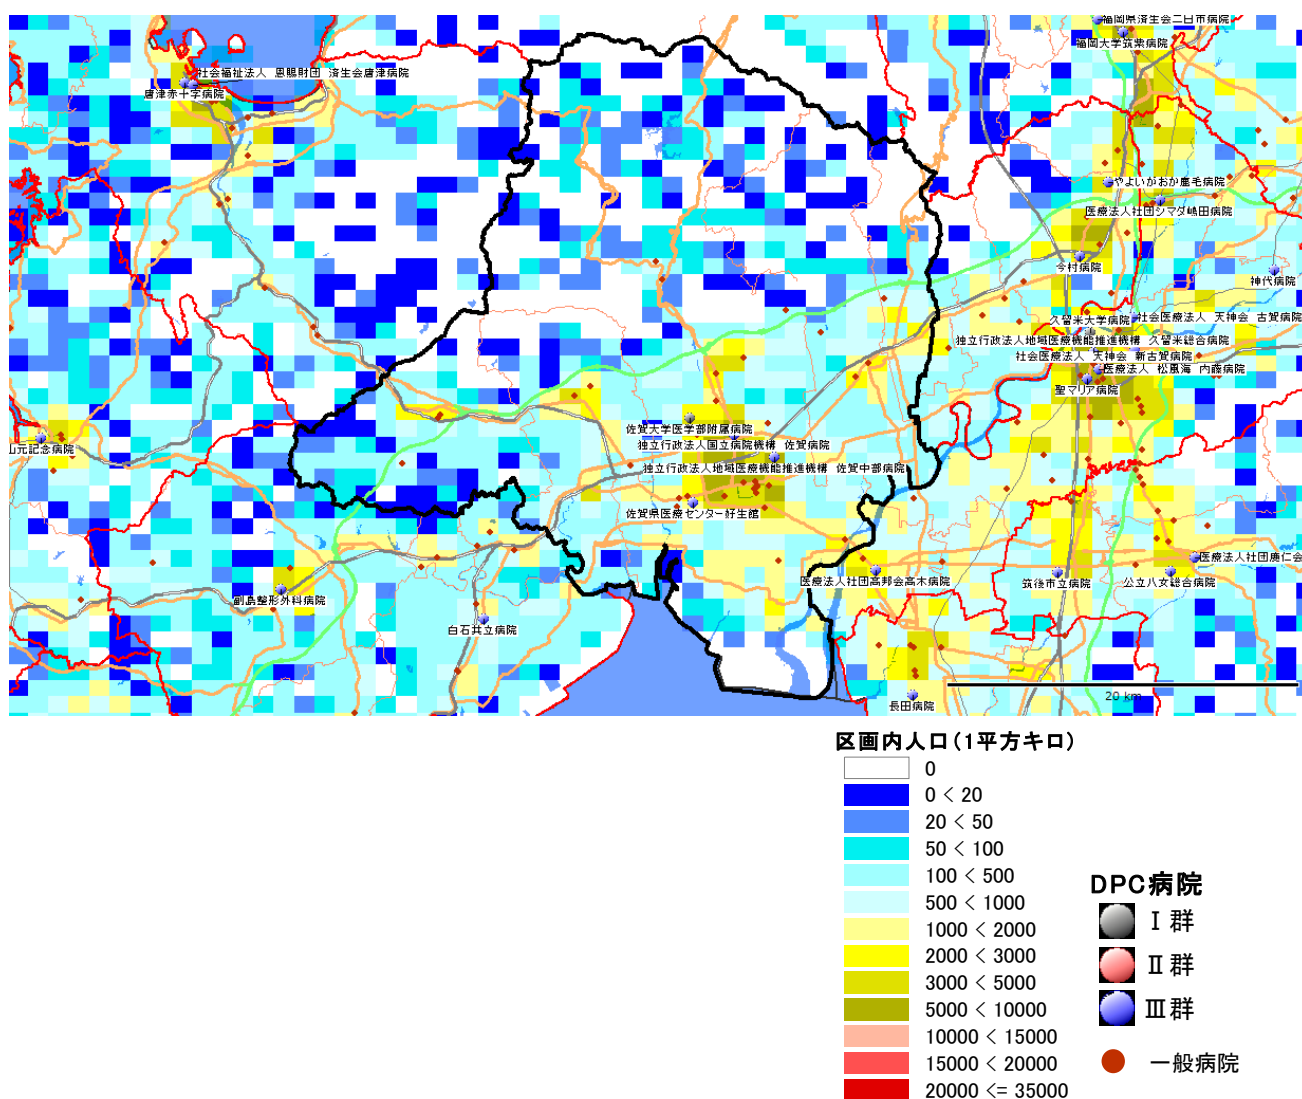 福岡県済生会二日市病院
福岡大学筑紫病院
社会福祉法人 恩賜財団 済生会唐津病院
唐津赤十字病院
やよいがおか鹿毛病院
医療法人社団シマダ嶋田病院
今村病院
神代病院
久留米大学病院
社会医療法人 天神会 古賀病院
独立行政法人地域医療機能推進機構 久留米総合病院
社会医療法人 天神会 新古賀病院
医療法人 松風海 内藤病院
聖マリア病院
佐賀大学医学部附属病院
独立行政法人国立病院機構 佐賀病院
山元記念病院
独立行政法人地域医療機能推進機構 佐賀中部病院
佐賀県医療センター好生館
医療法人社団廣仁会
医療法人社団高邦会高木病院
筑後市立病院
公立八女総合病院
副島整形外科病院
白石共立病院
長田病院
20 km
区画内人口(1平方キロ)
0
0 < 20
20 < 50
50 < 100
100 < 500
500 < 1000
1000 < 2000
2000 < 3000
3000 < 5000
5000 < 10000
10000 < 15000
15000 < 20000
20000 <= 35000
DPC病院
Ⅰ群
Ⅱ群
Ⅲ群
一般病院